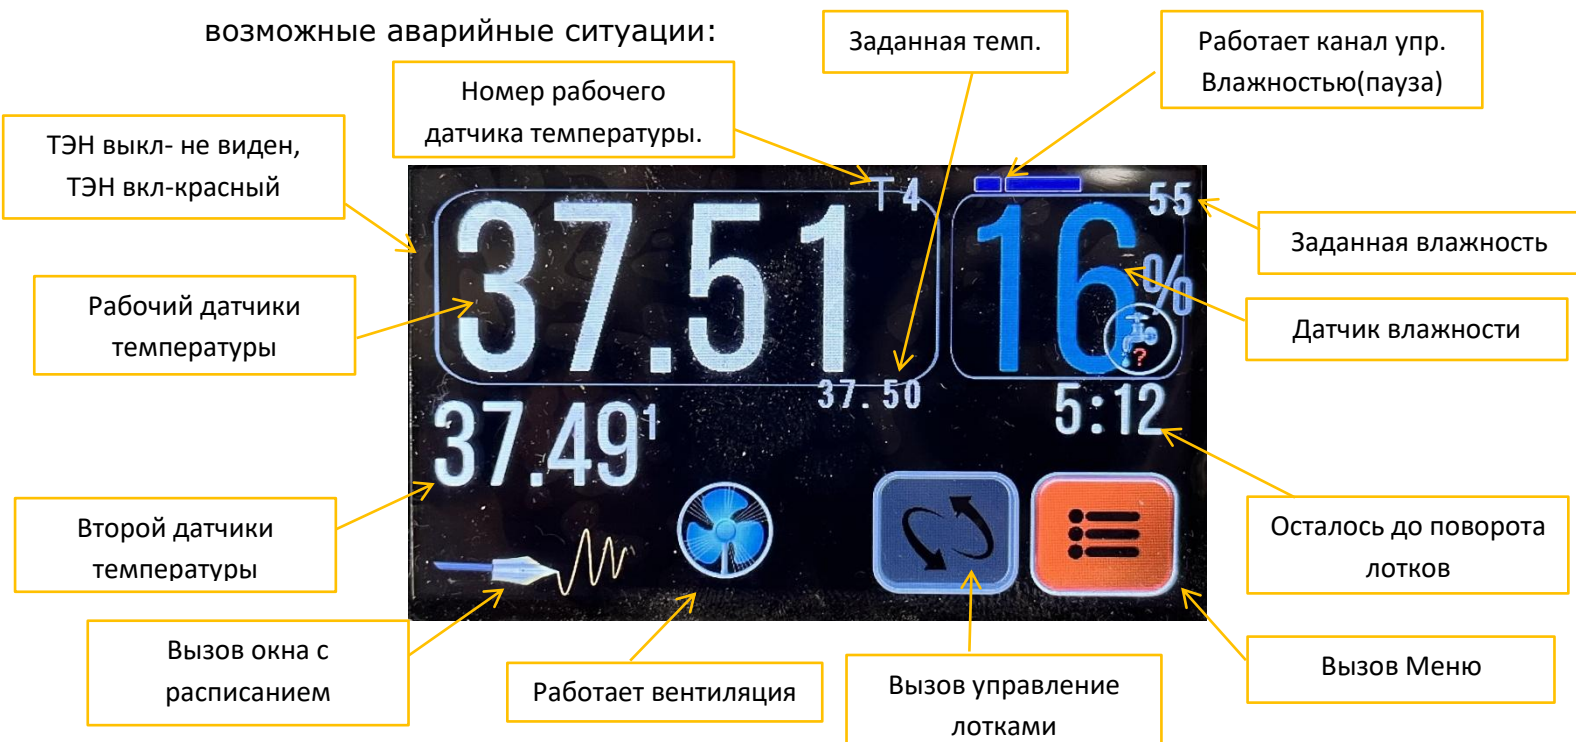 возможные аварийные ситуации:
Заданная темп.
Работает канал упр.
Влажностью(пауза)
Номер рабочего
датчика температуры.
ТЭН выкл- не виден,
ТЭН вкл-красный
T 4
55
37.51
16
%
?
Заданная влажность
Рабочий датчики
температуры
Датчик влажности
37.50
5:12
37.49
1
Второй датчики
температуры
Осталось до поворота
лотков
Вызов окна с
расписанием
Работает вентиляция
Вызов управление
лотками
Вызов Меню